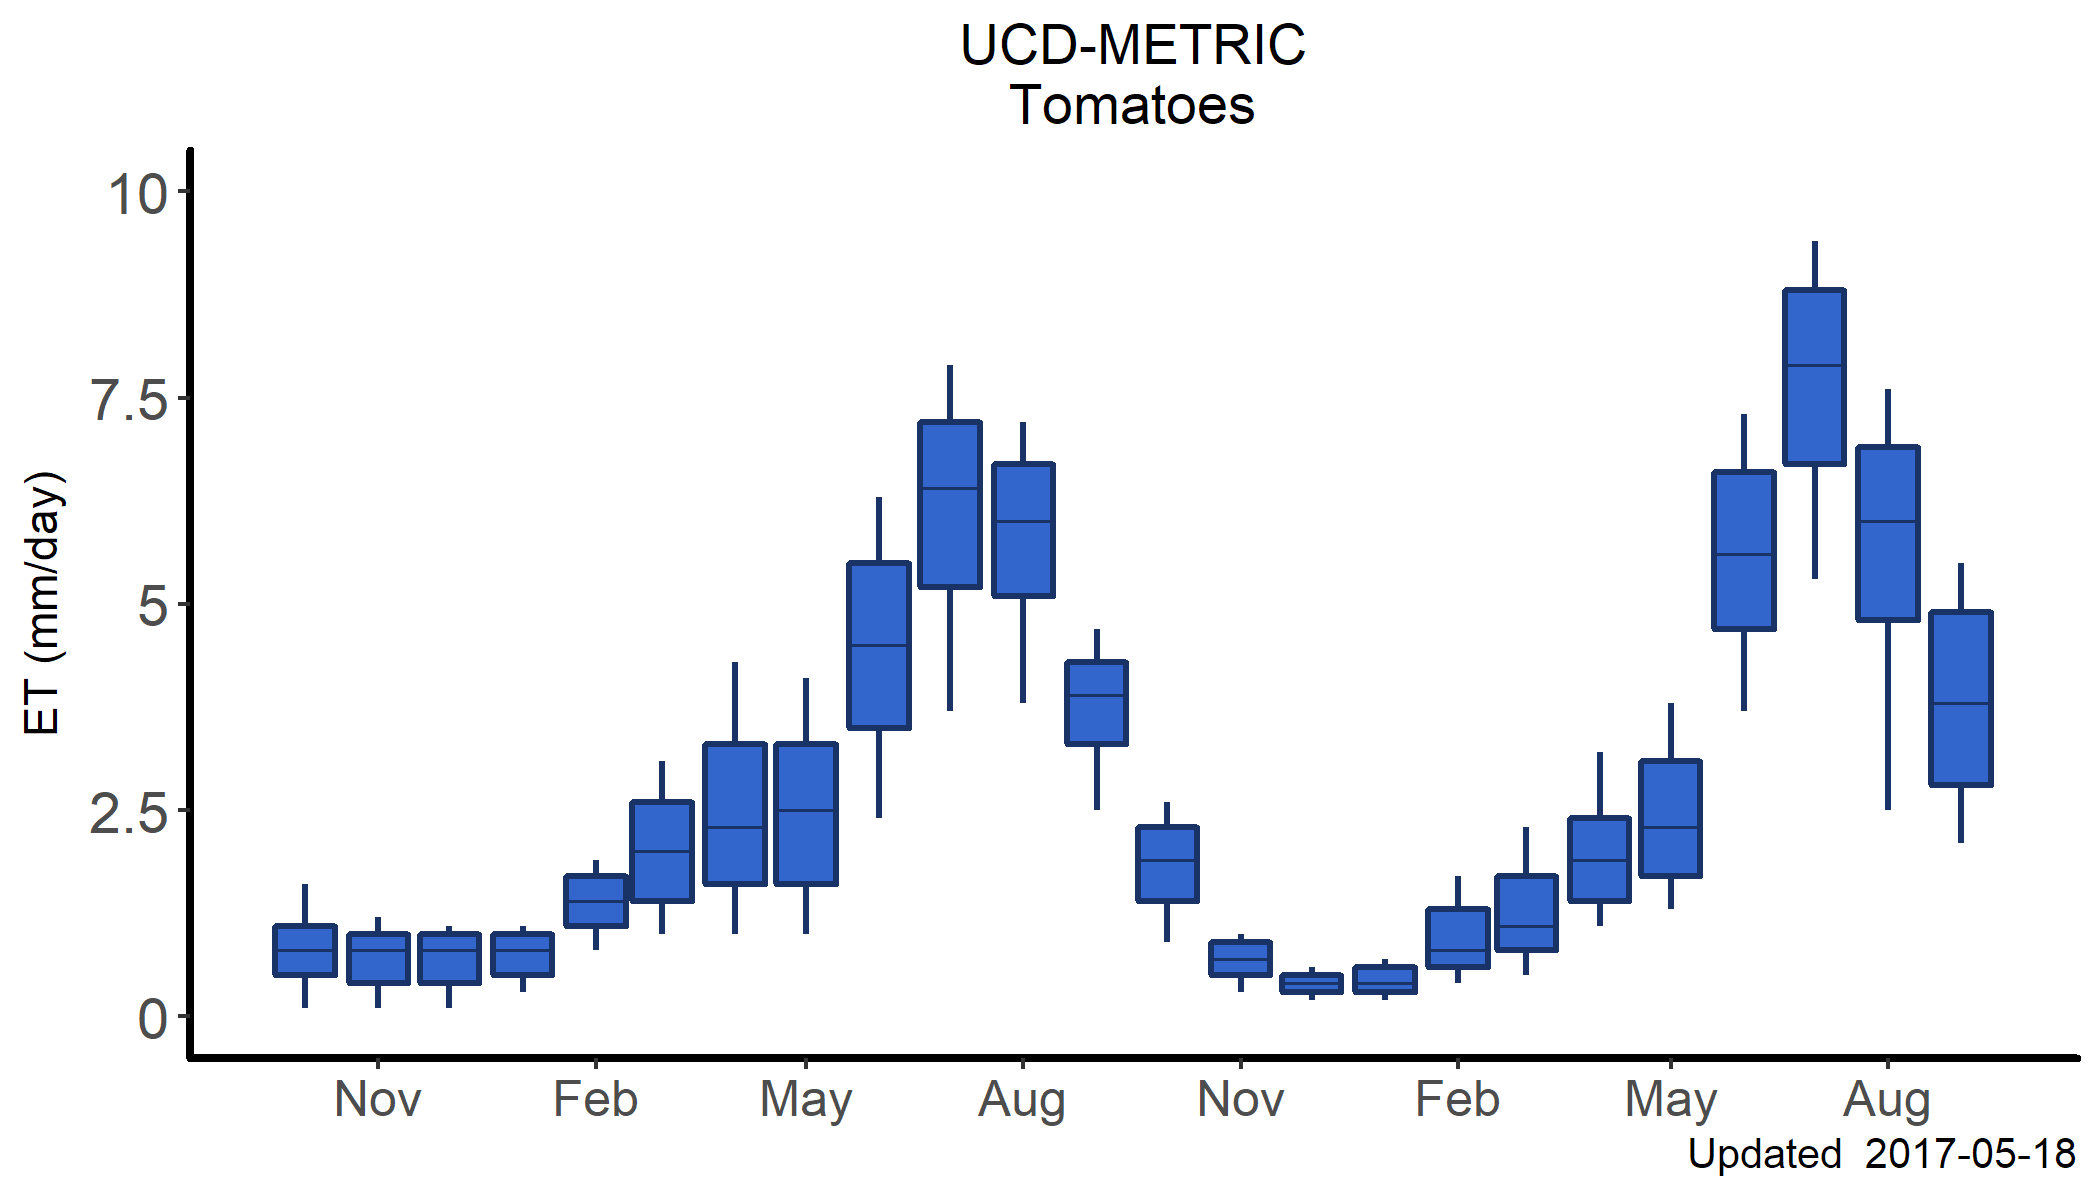 UCD-METRIC
Tomatoes
ET (mm/day)
10
7.5
5
2.5
0
Nov Feb May Aug Nov Feb May Aug
Updated 2017-05-18